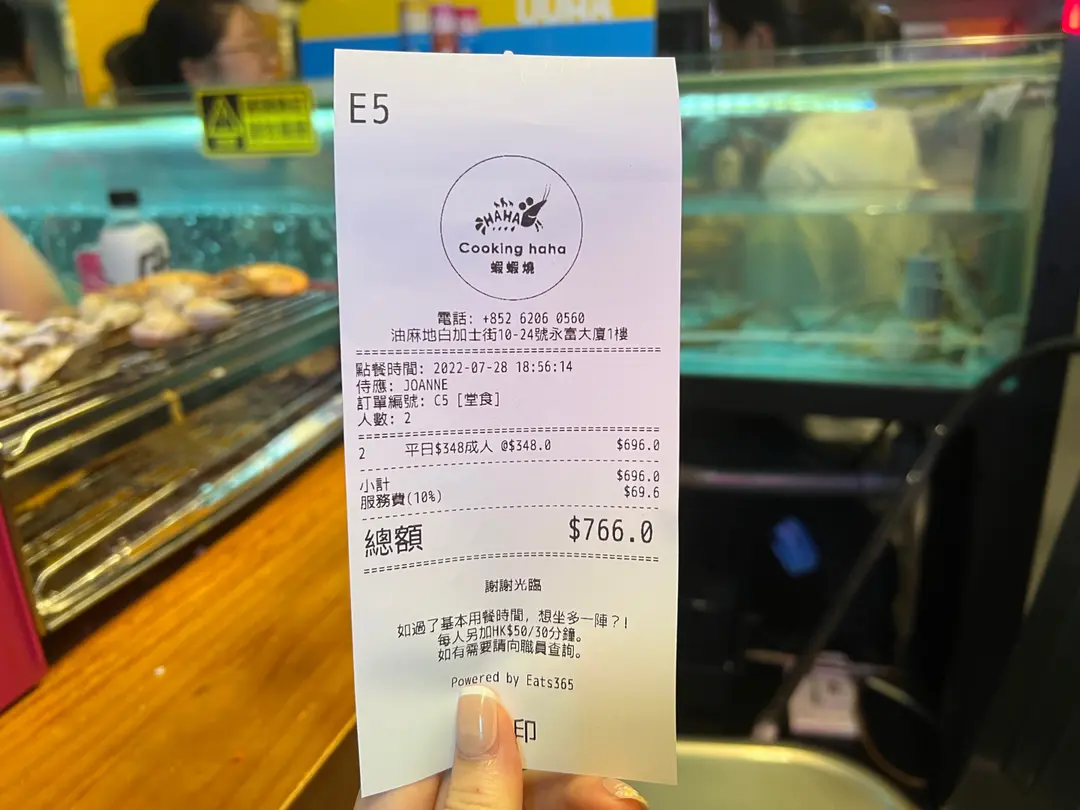 E5
HAHA
Cooking haha
蝦蝦燒
電話: +852 6206 0560
油麻地白加士街10-24號永富大廈1樓
點餐時間: 2022-07-28 18:56:14
侍應: JOANNE
訂單編號: C5 [堂食]
人數: 2
2 平日$348成人 @$348.0 $696.0
小計 $696.0
服務費(10%) $69.6
總額 $766.0
謝謝光臨
如過了基本用餐時間, 想坐多一陣？!
每人另加HK$50/30分鐘。
如有需要請向職員查詢。
Powered by Eats365
印